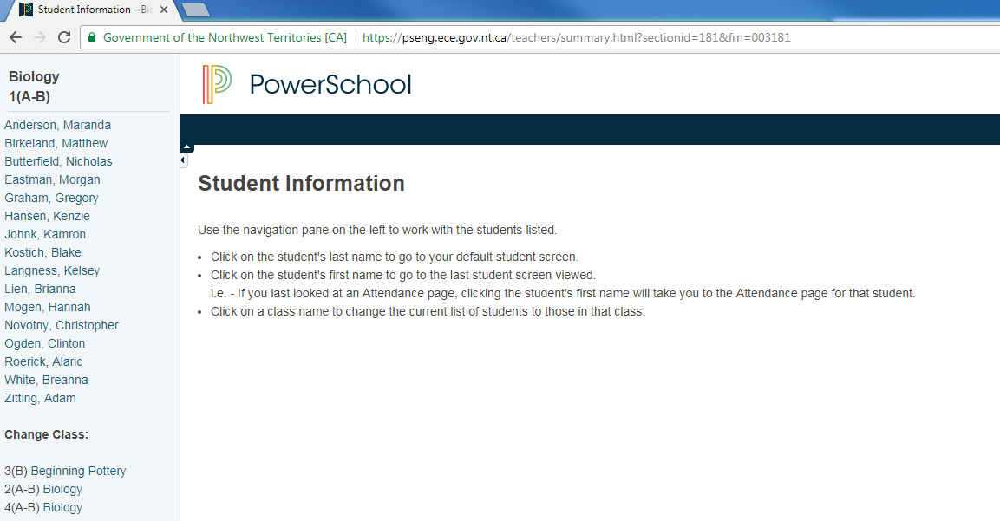 Student Information - Bio
Government of the Northwest Territories [CA] https://pseng.ece.gov.nt.ca/teachers/summary.html?sectionid=181&frn=003181
Biology
1(A-B)
Anderson, Maranda
Birkeland, Matthew
Butterfield, Nicholas
Eastman, Morgan
Graham, Gregory
Hansen, Kenzie
Johnk, Kamron
Kostich, Blake
Langness, Kelsey
Lien, Brianna
Mogen, Hannah
Novotny, Christopher
Ogden, Clinton
Roerick, Alaric
White, Breanna
Zitting, Adam
Change Class:
3(B) Beginning Pottery
2(A-B) Biology
4(A-B) Biology
PowerSchool
Student Information
Use the navigation pane on the left to work with the students listed.
• Click on the student's last name to go to your default student screen.
• Click on the student's first name to go to the last student screen viewed.
i.e. - If you last looked at an Attendance page, clicking the student's first name will take you to the Attendance page for that student.
• Click on a class name to change the current list of students to those in that class.